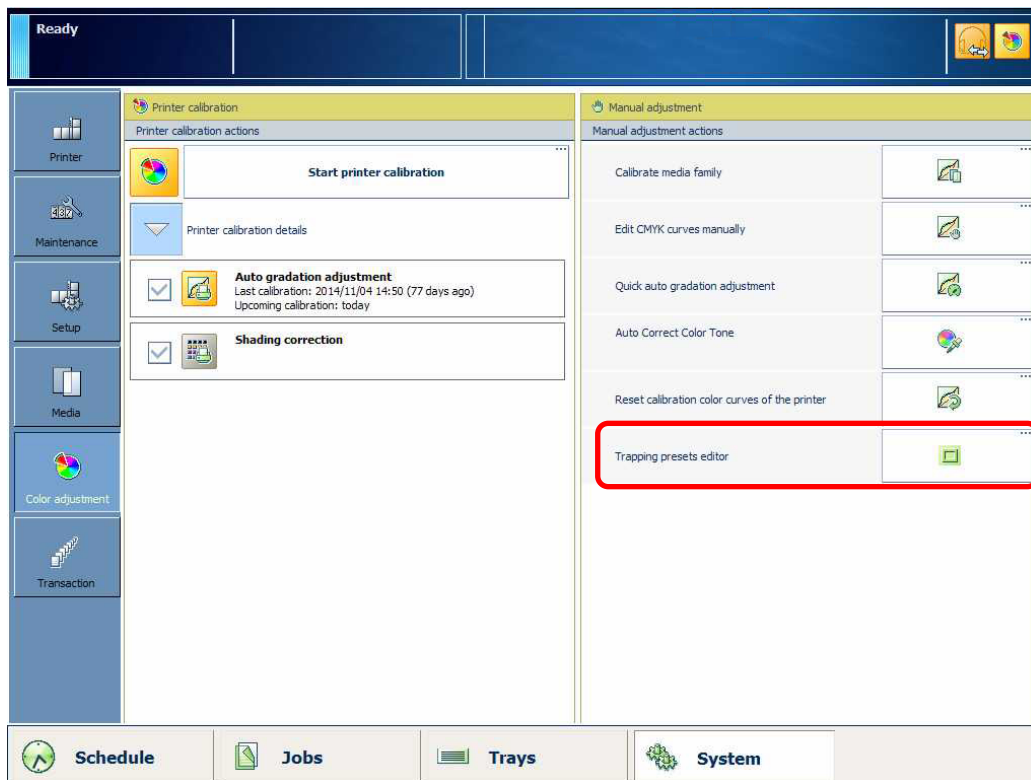 Ready
Printer
Maintenance
Setup
Media
Color adjustment
Transaction
Printer calibration
Printer calibration actions
Start printer calibration
Printer calibration details
Auto gradation adjustment
Last calibration: 2014/11/04 14:50 (77 days ago)
Upcoming calibration: today
Shading correction
Manual adjustment
Manual adjustment actions
Calibrate media family
Edit CMYK curves manually
Quick auto gradation adjustment
Auto Correct Color Tone
Reset calibration color curves of the printer
Trapping presets editor
Schedule
Jobs
Trays
System